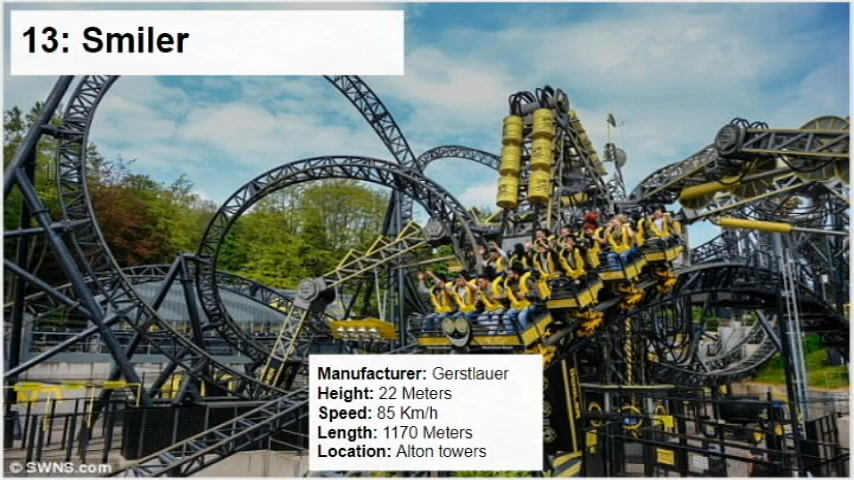 13: Smiler
Manufacturer: Gerstlauer
Height: 22 Meters
Speed: 85 Km/h
Length: 1170 Meters
Location: Alton towers
© SWNS.com